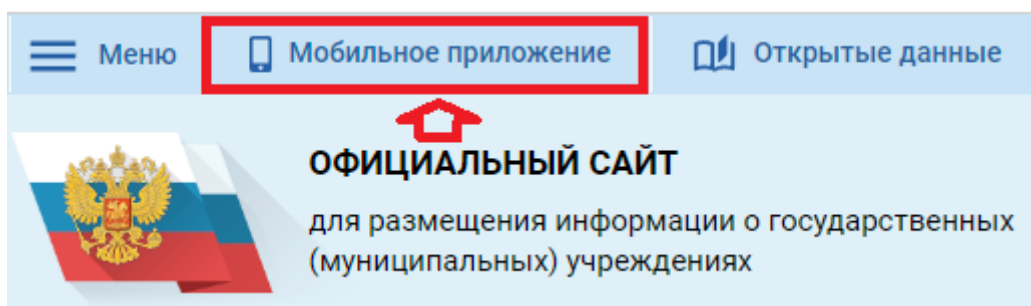 Меню Мобильное приложение Открытые данные
ОФИЦИАЛЬНЫЙ САЙТ
для размещения информации о государственных
(муниципальных) учреждениях